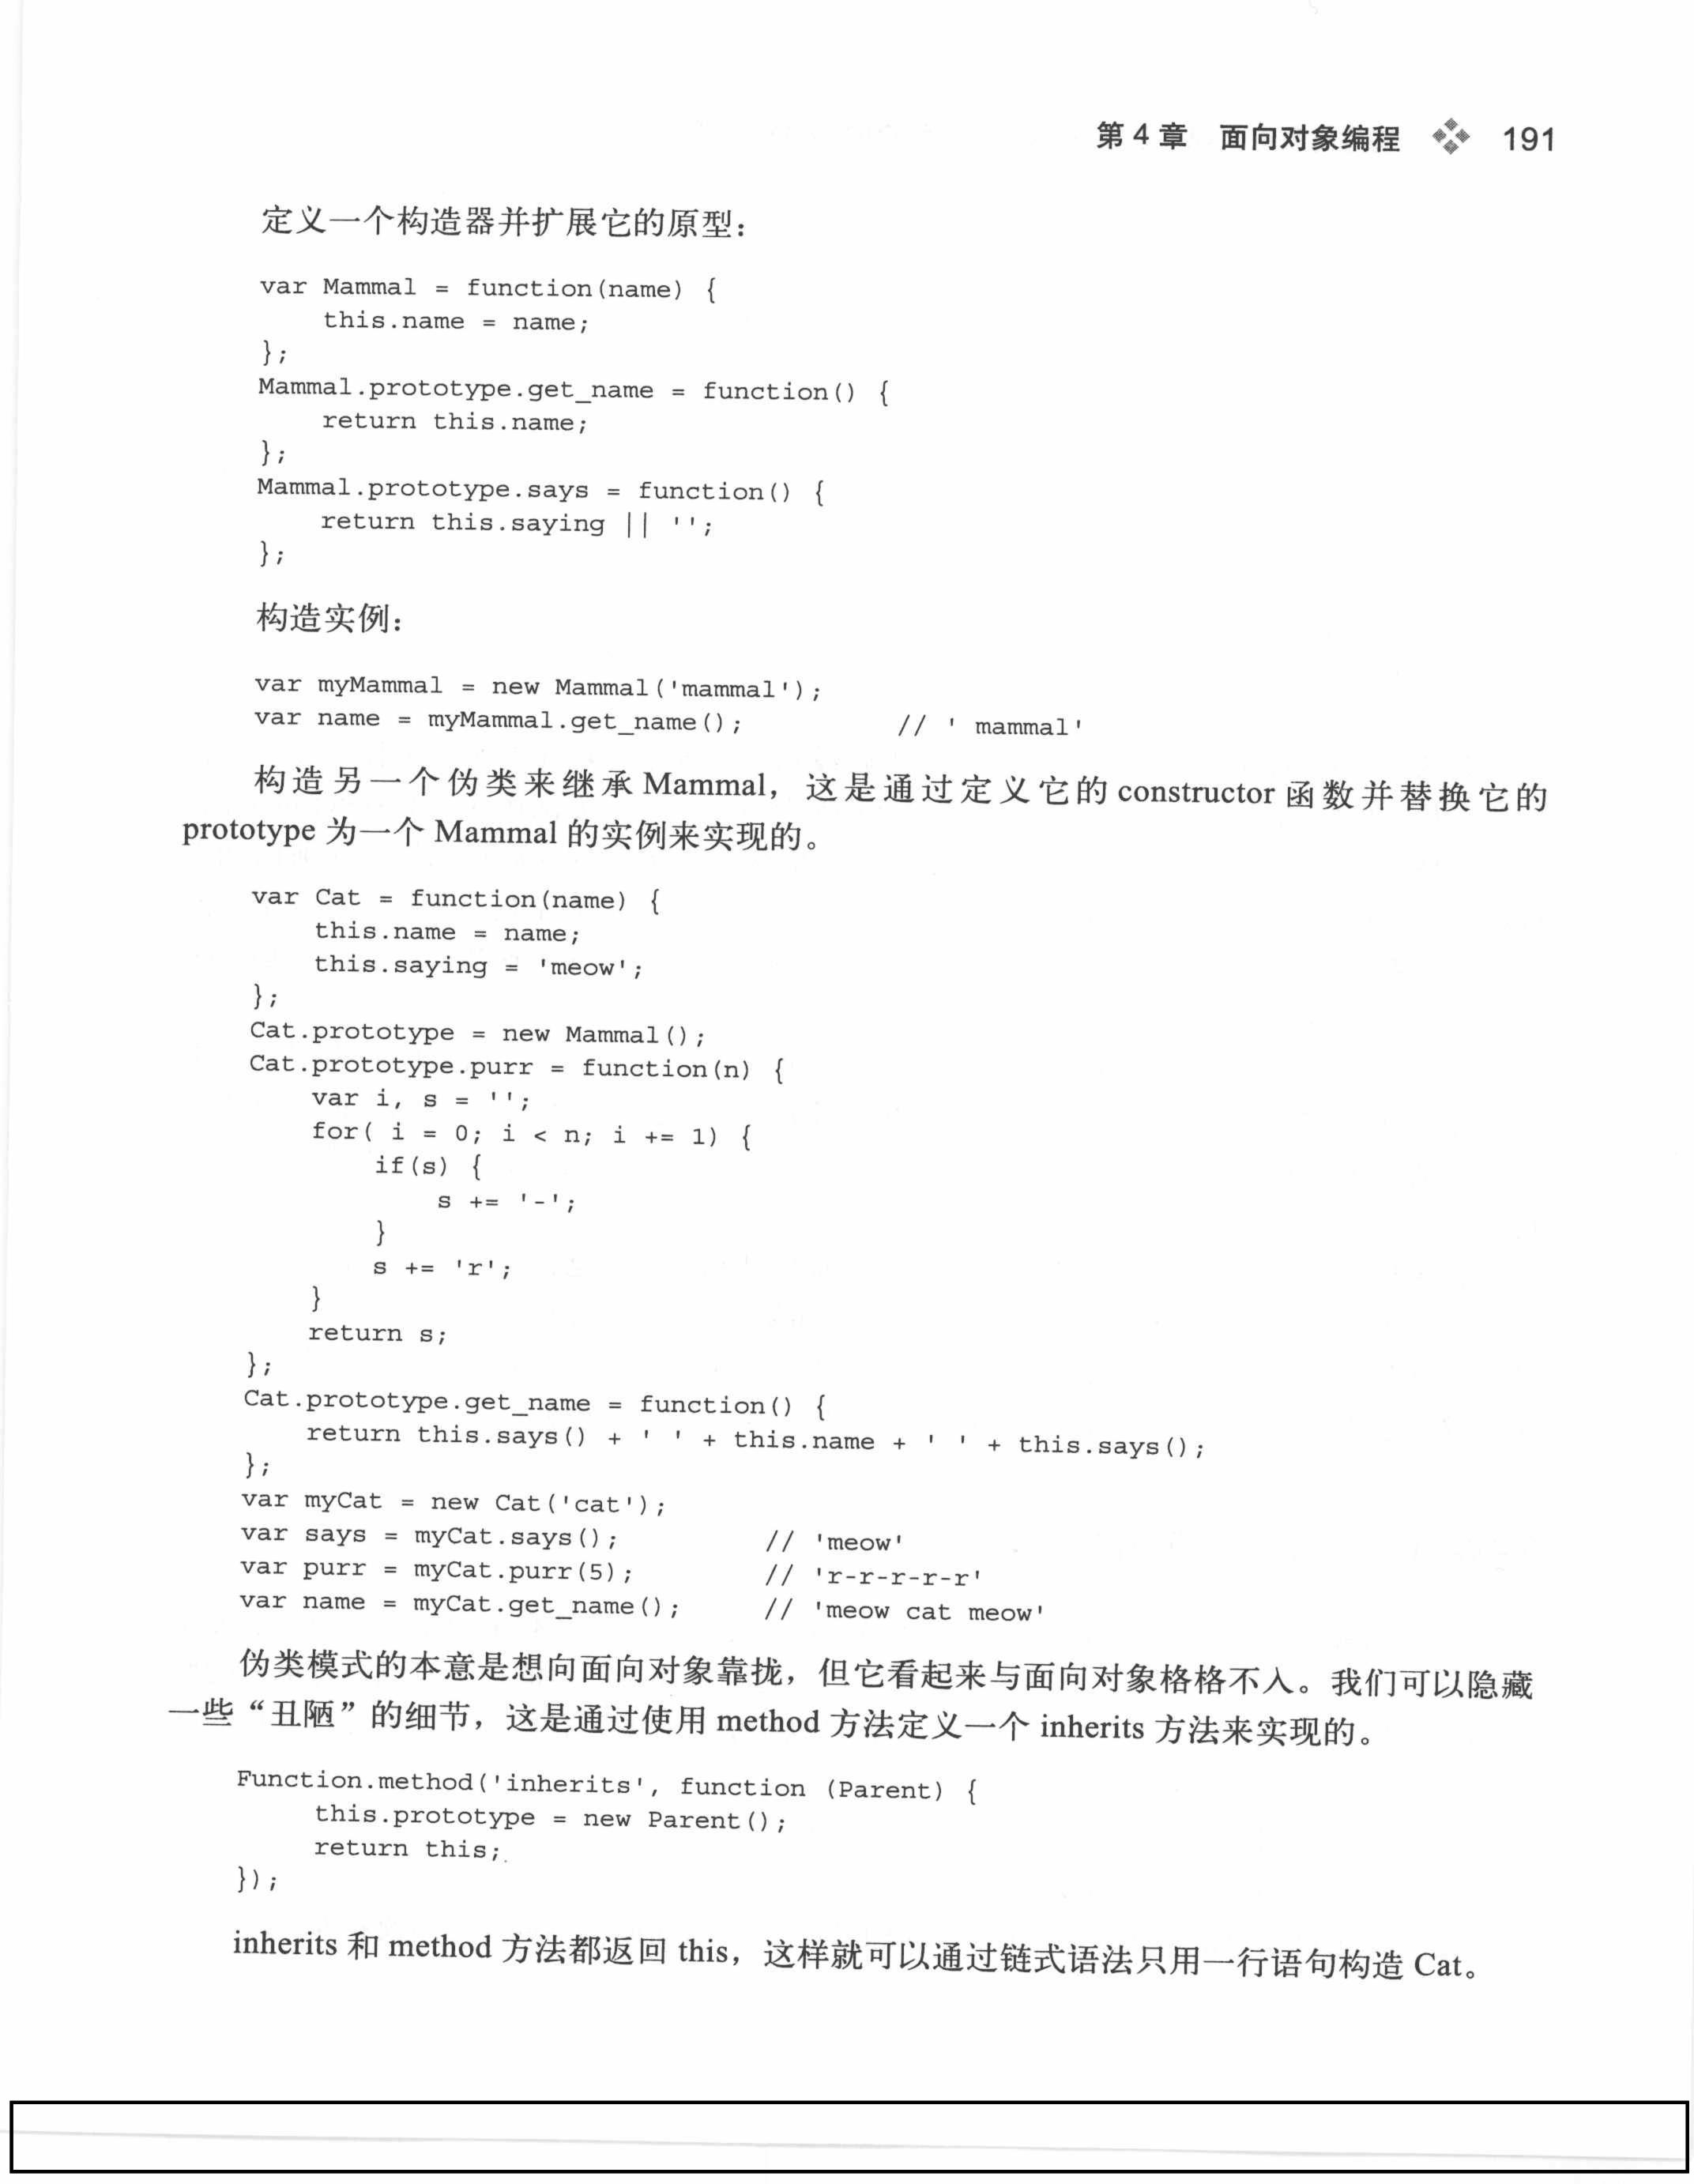 第 4 章　面向对象编程　191
定义一个构造器并扩展它的原型：
var Mammal = function(name) {
    this.name = name;
};
Mammal.prototype.get_name = function() {
    return this.name;
};
Mammal.prototype.says = function() {
    return this.saying || '';
};
构造实例：
var myMammal = new Mammal('mammal');
var name = myMammal.get_name();          // ' mammal'
构造另一个伪类来继承 Mammal，这是通过定义它的 constructor 函数并替换它的
prototype 为一个 Mammal 的实例来实现的。
var Cat = function(name) {
    this.name = name;
    this.saying = 'meow';
};
Cat.prototype = new Mammal();
Cat.prototype.purr = function(n) {
    var i, s = '';
    for( i = 0; i < n; i += 1) {
        if(s) {
            s += '-';
        }
        s += 'r';
    }
    return s;
};
Cat.prototype.get_name = function() {
    return this.says() + ' ' + this.name + ' ' + this.says();
};
var myCat = new Cat('cat');
var says = myCat.says();         // 'meow'
var purr = myCat.purr(5);        // 'r-r-r-r-r'
var name = myCat.get_name();     // 'meow cat meow'
伪类模式的本意是想向面向对象靠拢，但它看起来与面向对象格格不入。我们可以隐藏
一些“丑陋”的细节，这是通过使用 method 方法定义一个 inherits 方法来实现的。
Function.method('inherits', function (Parent) {
     this.prototype = new Parent();
     return this;
});
inherits 和 method 方法都返回 this，这样就可以通过链式语法只用一行语句构造 Cat。